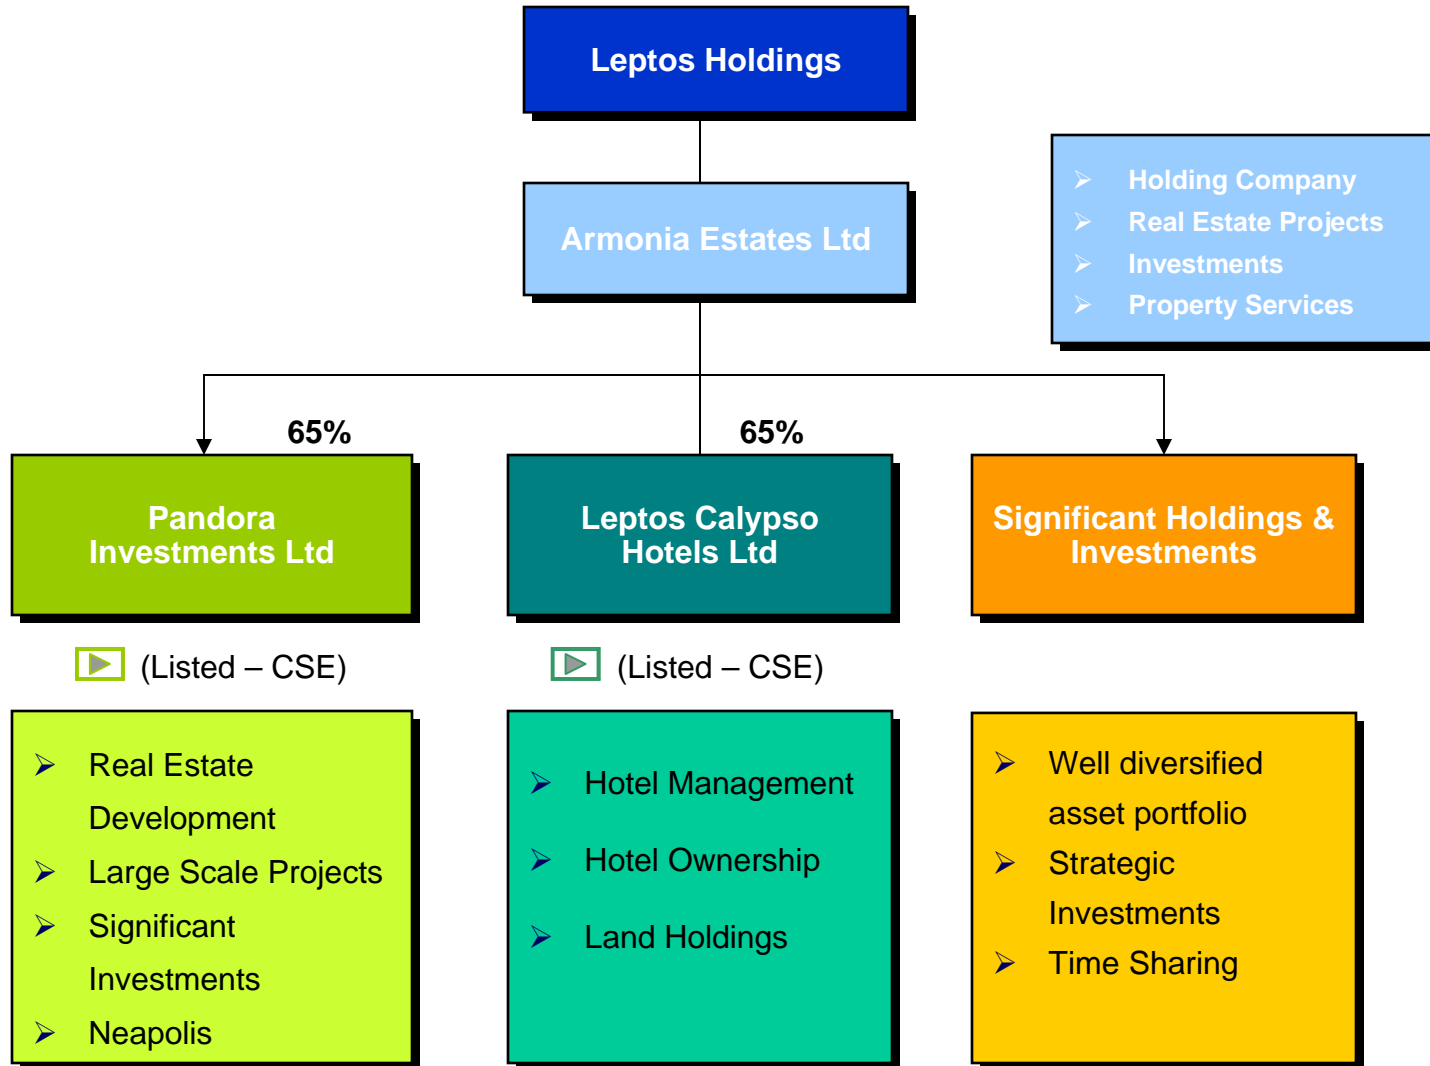 Leptos Holdings
Armonia Estates Ltd
➢ Holding Company
➢ Real Estate Projects
➢ Investments
➢ Property Services
65%
65%
Pandora
Investments Ltd
Leptos Calypso
Hotels Ltd
Significant Holdings &
Investments
(Listed – CSE)
(Listed – CSE)
➢ Real Estate
Development
➢ Large Scale Projects
➢ Significant
Investments
➢ Neapolis
➢ Hotel Management
➢ Hotel Ownership
➢ Land Holdings
➢ Well diversified
asset portfolio
➢ Strategic
Investments
➢ Time Sharing